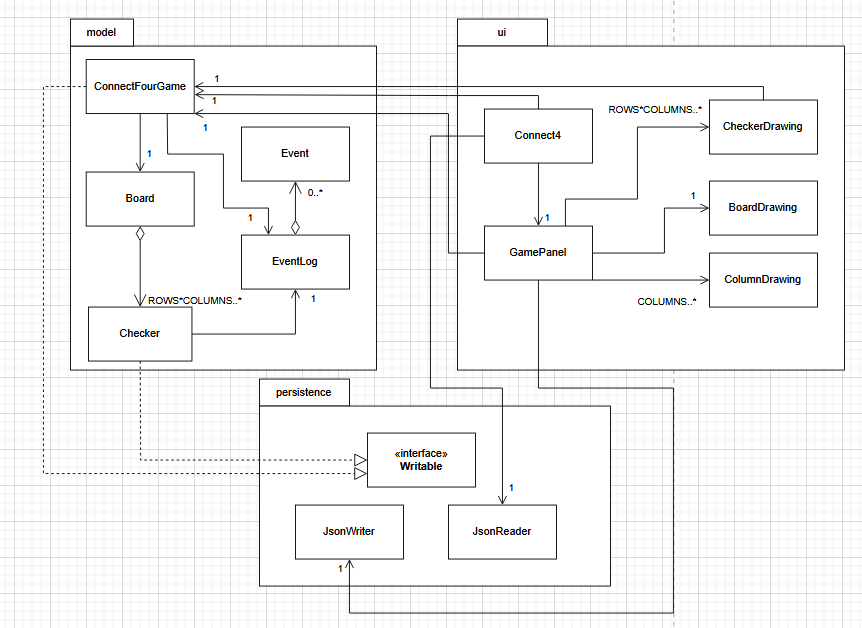 model
ui
ConnectFourGame
1
1
1
ROWS*COLUMNS..*
CheckerDrawing
Connect4
Event
1
0..*
Board
1
BoardDrawing
1
1
GamePanel
EventLog
ColumnDrawing
ROWS*COLUMNS..*
1
COLUMNS..*
Checker
persistence
«interface»
Writable
1
JsonWriter
JsonReader
1